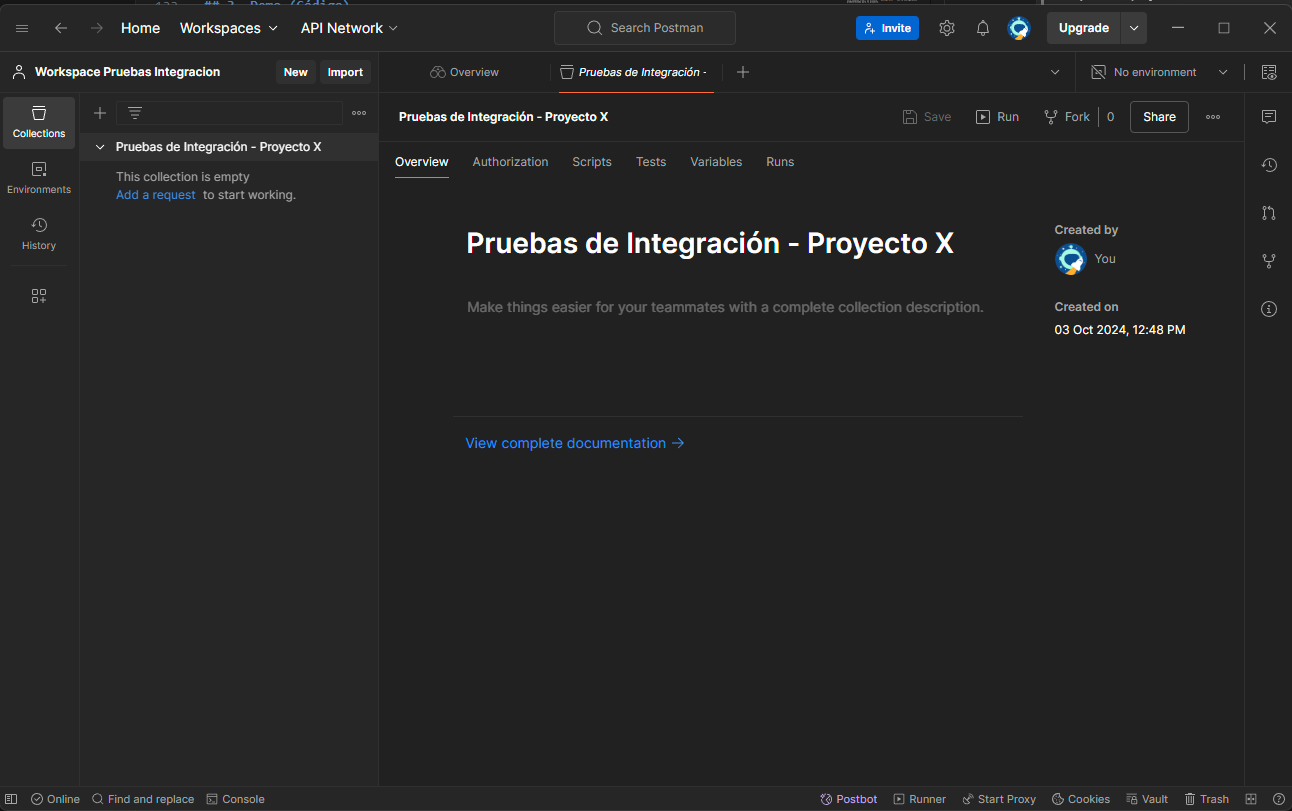 ## 2. Demo (Código)
Home Workspaces API Network Search Postman Invite Upgrade
Workspace Pruebas Integracion New Import Overview Pruebas de Integración - No environment
Collections
Pruebas de Integración - Proyecto X Save Run Fork 0 Share
Pruebas de Integración - Proyecto X
Overview Authorization Scripts Tests Variables Runs
This collection is empty
Add a request to start working.
Environments
History
Pruebas de Integración - Proyecto X
Created by
You
Make things easier for your teammates with a complete collection description.
Created on
03 Oct 2024, 12:48 PM
View complete documentation →
Online Find and replace Console Postbot Runner Start Proxy Cookies Vault Trash